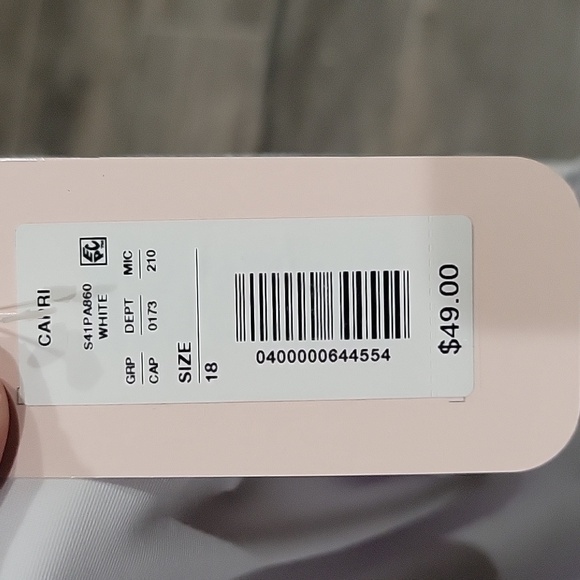 CAPRI
S41PA860
WHITE
GRP DEPT MIC
CAP 0173 210
SIZE
18
0400000644554
$49.00